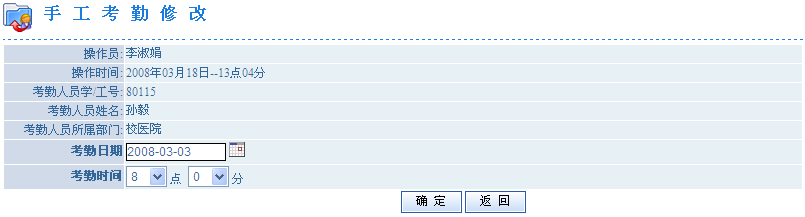 手工考勤修改
操作员: 李淑娟
操作时间: 2008年03月18日--13点04分
考勤人员学/工号: 80115
考勤人员姓名: 孙毅
考勤人员所属部门: 校医院
考勤日期 2008-03-03
考勤时间 8 点 0 分
确 定 返 回